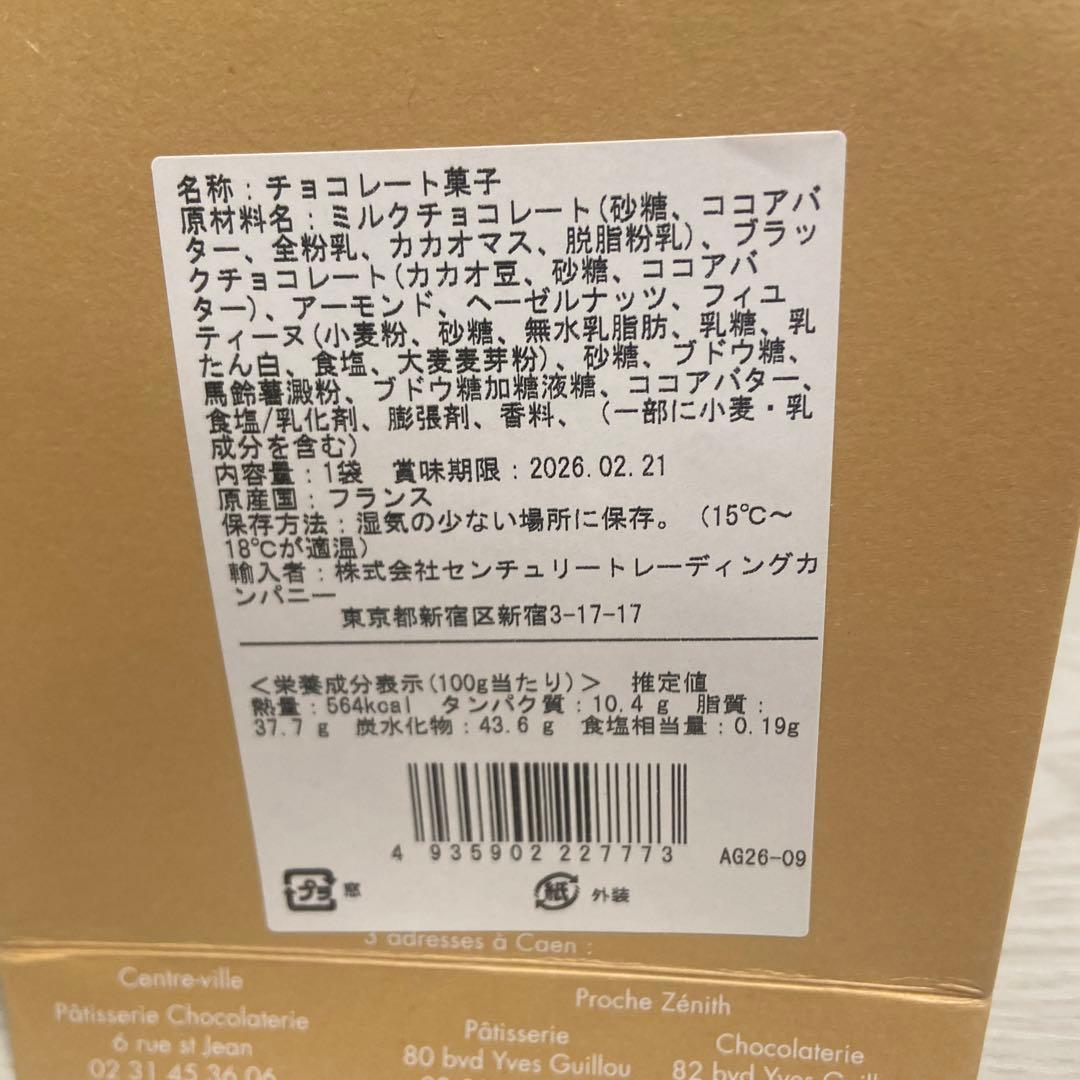 名称：チョコレート菓子
原材料名：ミルクチョコレート(砂糖、ココアバ
ター、全粉乳、カカオマス、脱脂粉乳)、ブラッ
クチョコレート(カカオ豆、砂糖、ココアバ
ター)、アーモンド、ヘーゼルナッツ、フィユ
ティーヌ(小麦粉、砂糖、無水乳脂肪、乳糖、乳
たん白、食塩、大麦麦芽粉)、砂糖、ブドウ糖、
馬鈴薯澱粉、ブドウ糖加糖液糖、ココアバター、
食塩/乳化剤、膨張剤、香料、（一部に小麦・乳
成分を含む）
内容量：1袋　賞味期限：2026.02.21
原産国：フランス
保存方法：湿気の少ない場所に保存。（15℃～
18℃が適温）
輸入者：株式会社センチュリートレーディングカ
ンパニー
東京都新宿区新宿3-17-17
＜栄養成分表示(100g当たり)＞　推定値
熱量：564kcal　タンパク質：10.4 g　脂質：
37.7 g　炭水化物：43.6 g　食塩相当量：0.19g
4 935902 227773
AG26-09
プラ 窓
紙 外装
3 adresses à Caen :
Centre-ville
Pâtisserie Chocolaterie
6 rue st Jean
02 31 45 36 06
Proche Zénith
Pâtisserie
80 bvd Yves Guillou
Chocolaterie
82 bvd Yves